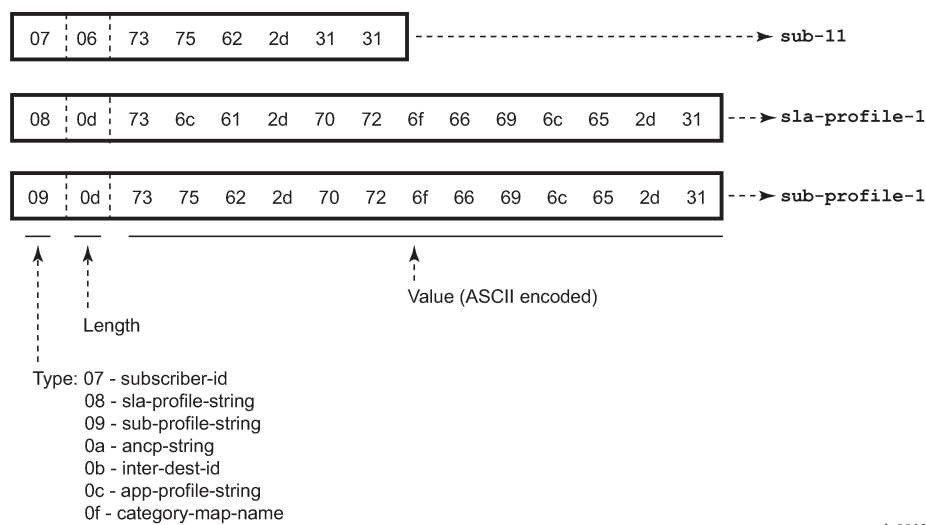 07 06 73 75 62 2d 31 31 sub-11
08 0d 73 6c 61 2d 70 72 6f 66 69 6c 65 2d 31 sla-profile-1
09 0d 73 75 62 2d 70 72 6f 66 69 6c 65 2d 31 sub-profile-1
Value (ASCII encoded)
Length
Type: 07 - subscriber-id
08 - sla-profile-string
09 - sub-profile-string
0a - ancp-string
0b - inter-dest-id
0c - app-profile-string
0f - category-map-name